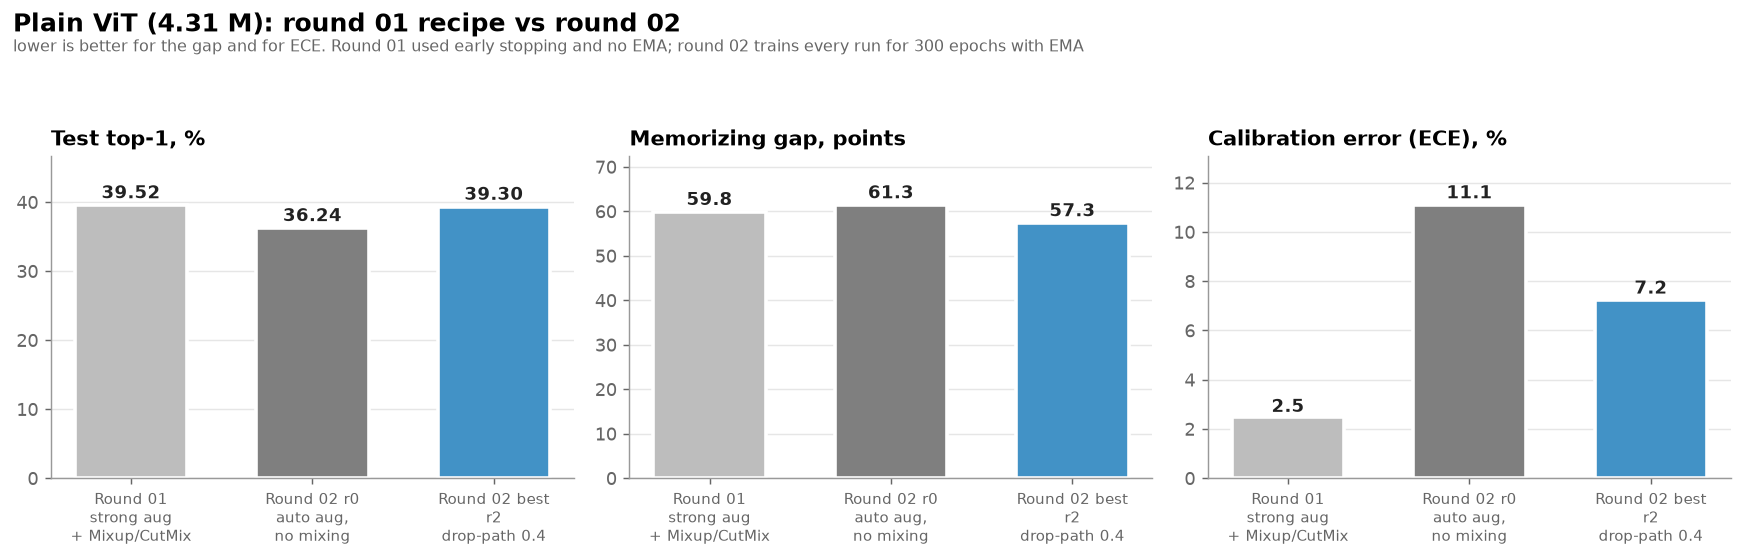 Plain ViT (4.31 M): round 01 recipe vs round 02
lower is better for the gap and for ECE. Round 01 used early stopping and no EMA; round 02 trains every run for 300 epochs with EMA
Test top-1, %
40
30
20
10
0
39.52
36.24
39.30
Round 01
strong aug
+ Mixup/CutMix
Round 02 r0
auto aug,
no mixing
Round 02 best
r2
drop-path 0.4
Memorizing gap, points
70
60
50
40
30
20
10
0
59.8
61.3
57.3
Round 01
strong aug
+ Mixup/CutMix
Round 02 r0
auto aug,
no mixing
Round 02 best
r2
drop-path 0.4
Calibration error (ECE), %
12
10
8
6
4
2
0
2.5
11.1
7.2
Round 01
strong aug
+ Mixup/CutMix
Round 02 r0
auto aug,
no mixing
Round 02 best
r2
drop-path 0.4